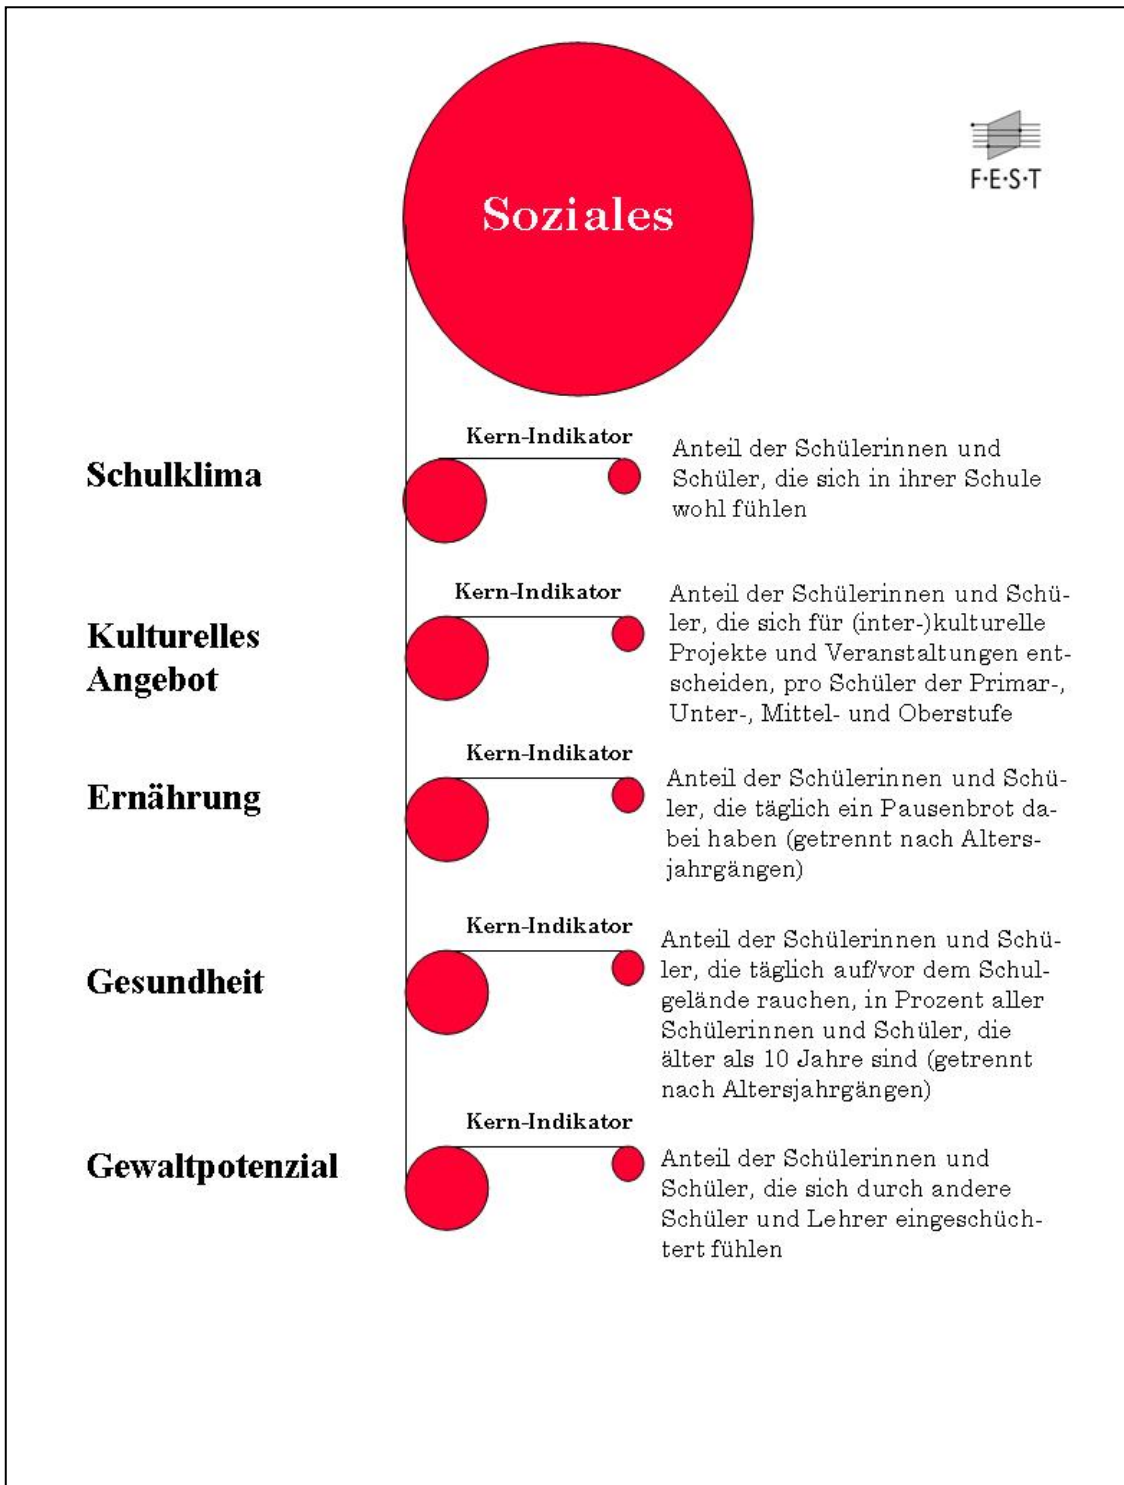 Soziales
F·E·S·T
Schulklima
Kern-Indikator
Anteil der Schülerinnen und
Schüler, die sich in ihrer Schule
wohl fühlen
Kulturelles
Angebot
Kern-Indikator
Anteil der Schülerinnen und Schü-
ler, die sich für (inter-)kulturelle
Projekte und Veranstaltungen ent-
scheiden, pro Schüler der Primar-,
Unter-, Mittel- und Oberstufe
Ernährung
Kern-Indikator
Anteil der Schülerinnen und Schü-
ler, die täglich ein Pausenbrot da-
bei haben (getrennt nach Alters-
jahrgängen)
Gesundheit
Kern-Indikator
Anteil der Schülerinnen und Schü-
ler, die täglich auf/vor dem Schul-
gelände rauchen, in Prozent aller
Schülerinnen und Schüler, die
älter als 10 Jahre sind (getrennt
nach Altersjahrgängen)
Gewaltpotenzial
Kern-Indikator
Anteil der Schülerinnen und
Schüler, die sich durch andere
Schüler und Lehrer eingeschüch-
tert fühlen